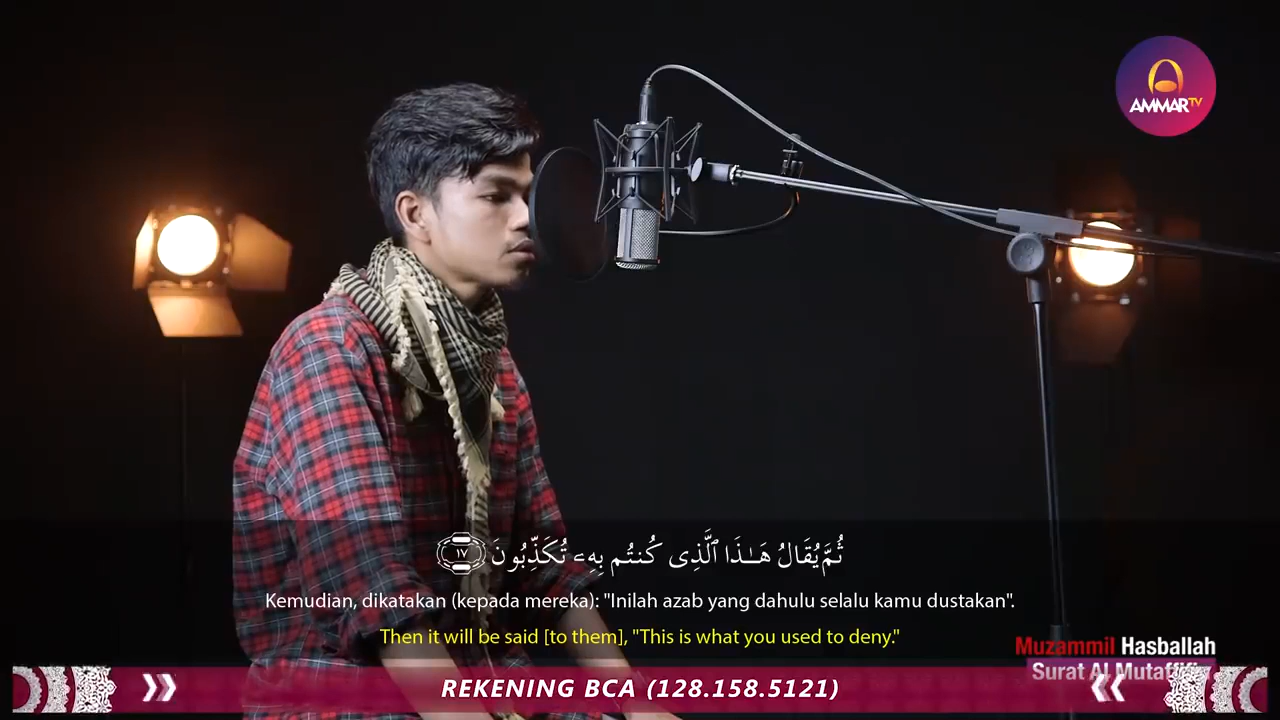 AMMAR TV
ثُمَّ يُقَالُ هَـٰذَا ٱلَّذِى كُنتُم بِهِۦ تُكَذِّبُونَ ١٧
Kemudian, dikatakan (kepada mereka): "Inilah azab yang dahulu selalu kamu dustakan".
Then it will be said [to them], "This is what you used to deny."
Muzammil Hasballah
Surat Al
REKENING BCA (128.158.5121)